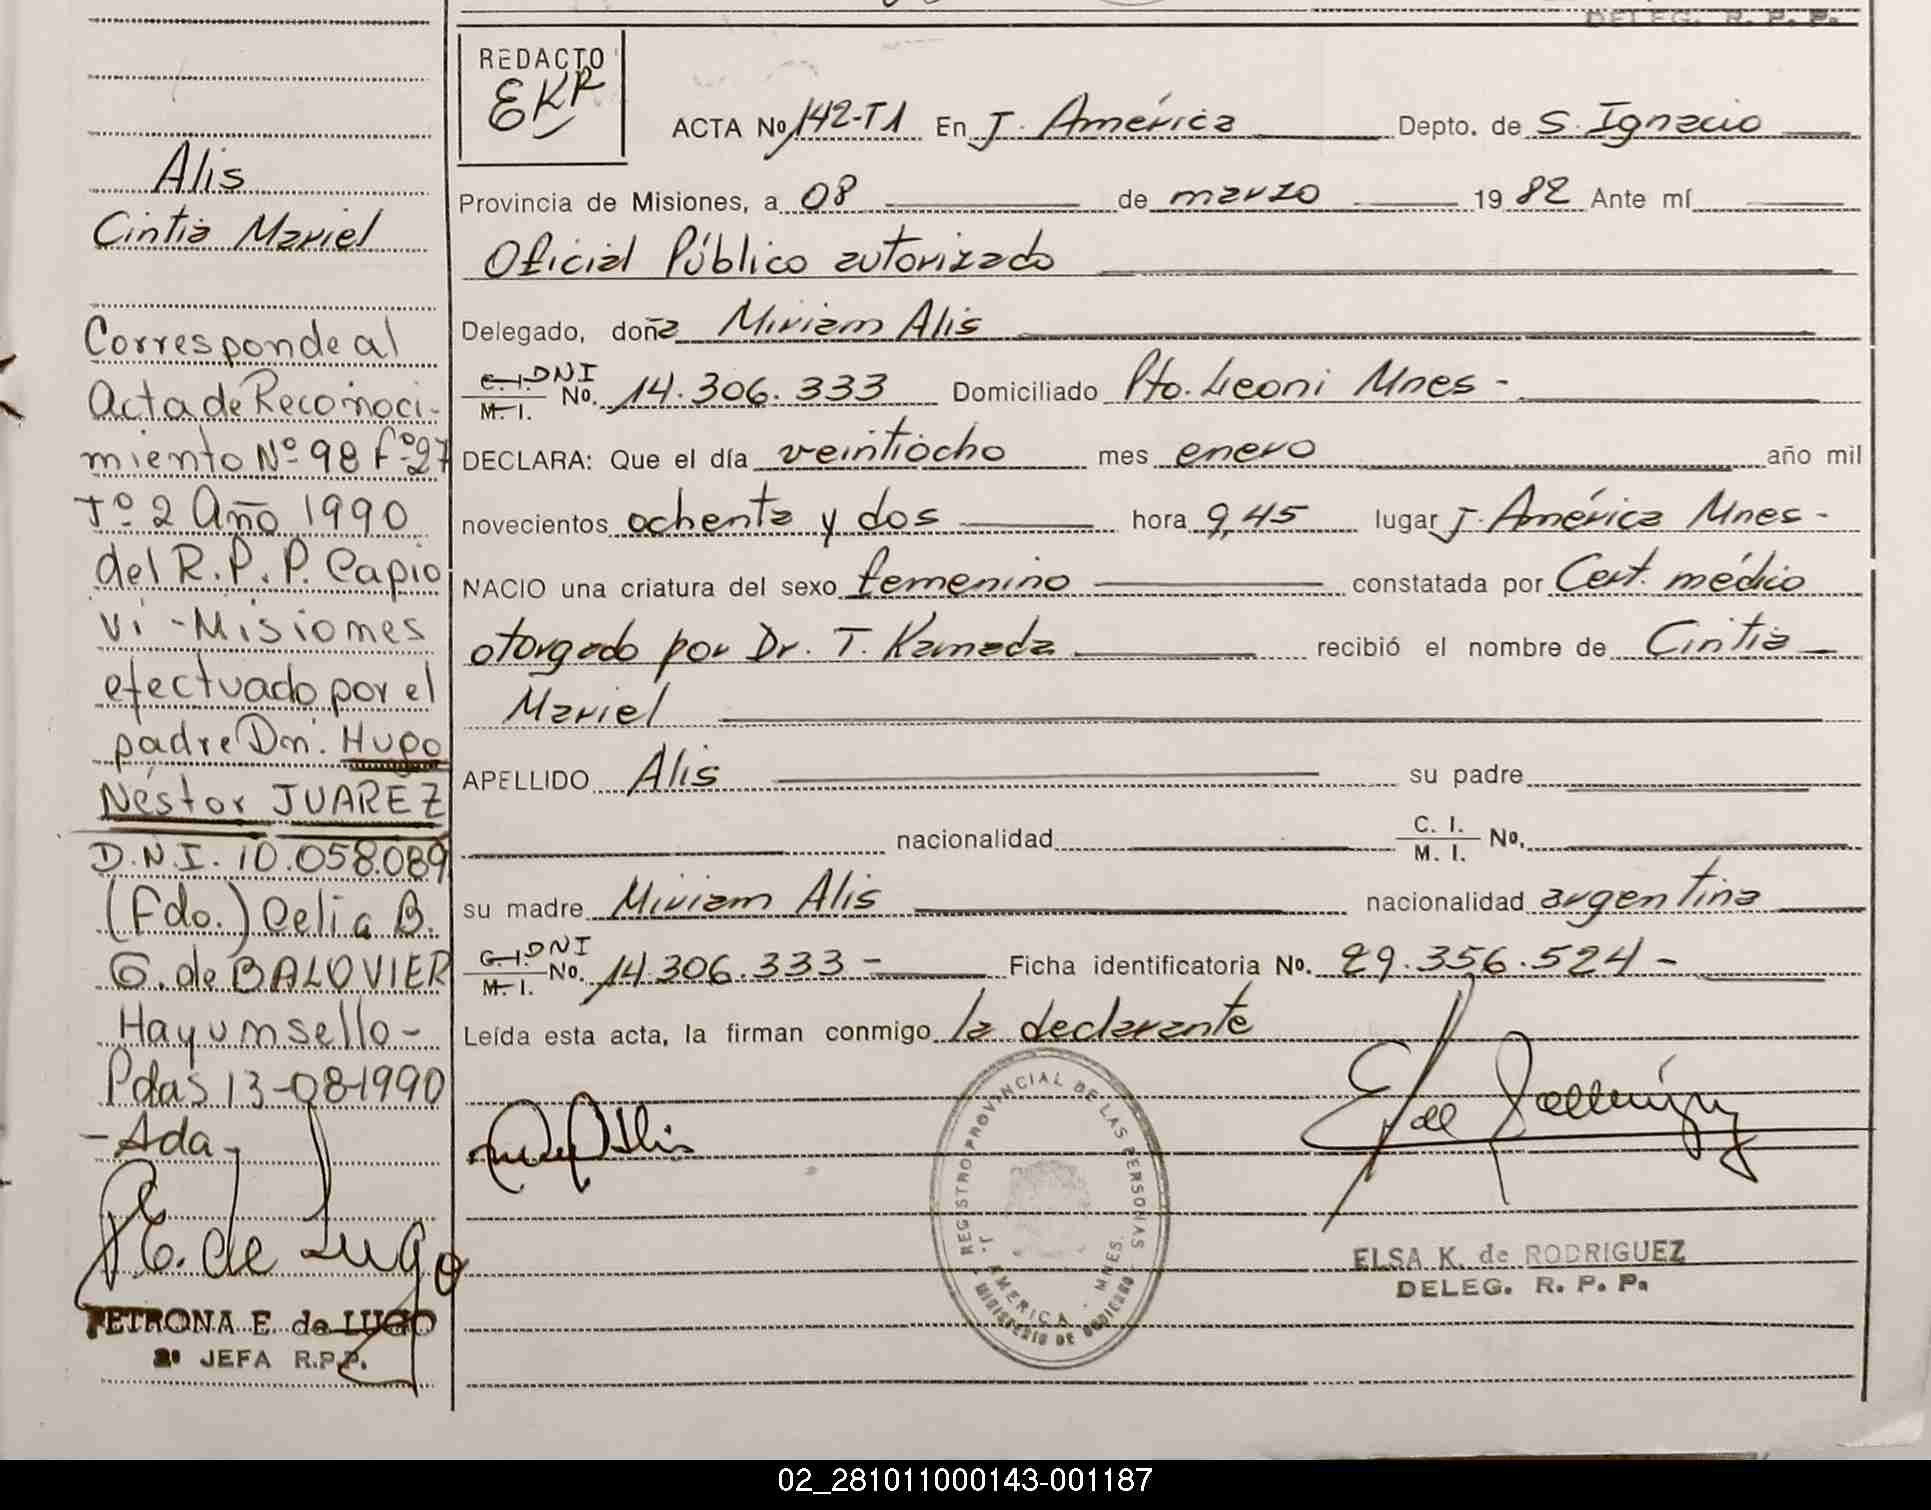 DELEG. R. P. P.
REDACTO
EKR
ACTA No 142-T1 En J. América Depto. de S. Ignacio
Provincia de Misiones, a 08 de marzo 1982 Ante mí
Oficial Público autorizado
Delegado, doña Miriam Alis
C. I. DNI
M. I. No. 14.306.333 Domiciliado Pto. Leoni Mnes -
DECLARA: Que el día veintiocho mes enero año mil
novecientos ochenta y dos hora 9,45 lugar J. América Mnes -
NACIO una criatura del sexo femenino constatada por Cert. médico
otorgado por Dr. T. Kameda recibió el nombre de Cintia
Mariel
APELLIDO Alis su padre
nacionalidad C. I. No.
M. I.
su madre Miriam Alis nacionalidad argentina
C. I. DNI
M. I. No. 14.306.333 - Ficha identificatoria No. 29.356.524 -
Leída esta acta, la firman conmigo la declarante
REGISTRO PROVINCIAL DE LAS PERSONAS
J. AMERICA - MNES.
MINISTERIO DE GOBIERNO
ELSA K. de RODRIGUEZ
DELEG. R. P. P.
Alis
Cintia Mariel
Corresponde al
Acta de Reconoci-
miento Nº 98 Fº 27
Tº 2 Año 1990
del R. P. P. Capio
vi - Misiones
efectuado por el
padre Dn. Hugo
Néstor JUAREZ
D.N.I. 10.058.089
(Fdo.) Celia B.
G. de BALOVIER
Hay un sello -
Pdas 13-08-1990
- Ada -
P. E. de Lugo
PETRONA E. de LUGO
2º JEFA R.P.P.
02_281011000143-001187